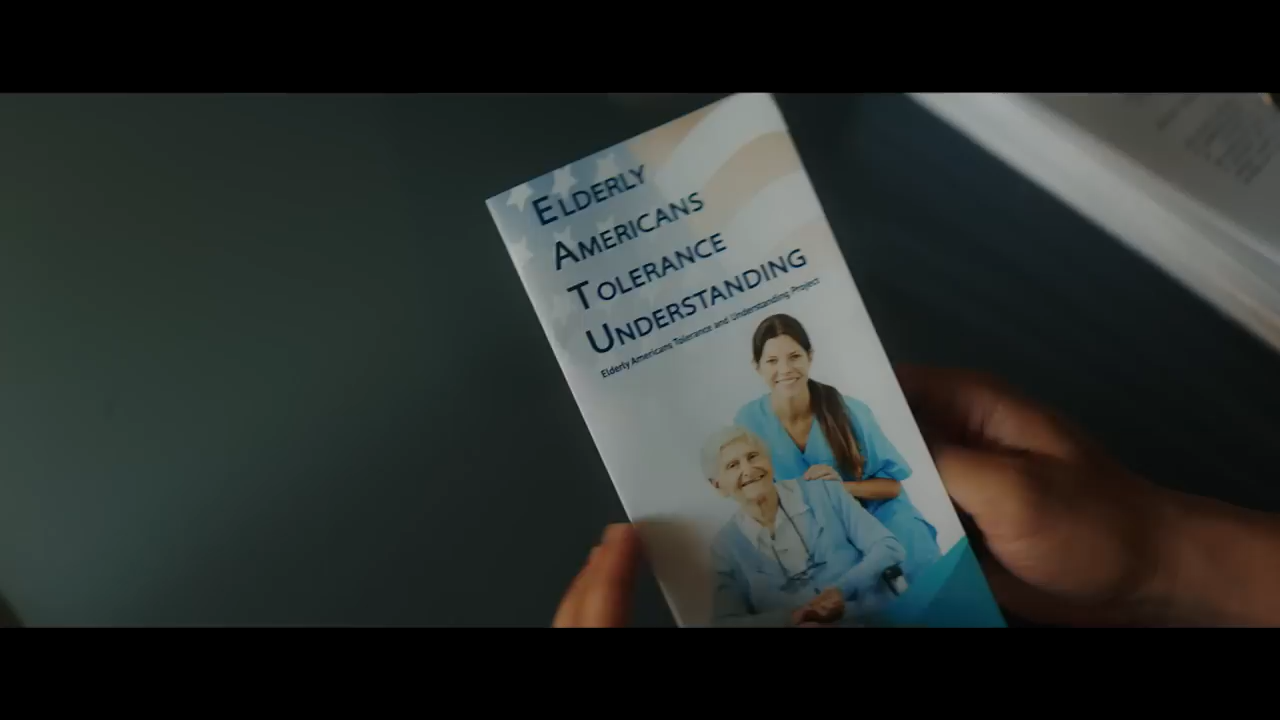 ELDERLY
AMERICANS
TOLERANCE
UNDERSTANDING
Elderly Americans Tolerance and Understanding Project